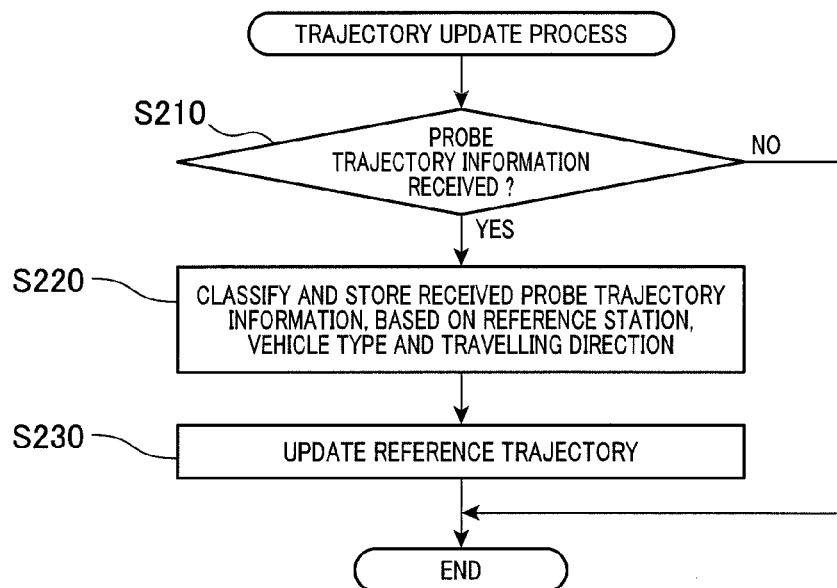 TRAJECTORY UPDATE PROCESS
S210
PROBE
TRAJECTORY INFORMATION
RECEIVED ?
NO
YES
S220
CLASSIFY AND STORE RECEIVED PROBE TRAJECTORY
INFORMATION, BASED ON REFERENCE STATION,
VEHICLE TYPE AND TRAVELLING DIRECTION
S230
UPDATE REFERENCE TRAJECTORY
END